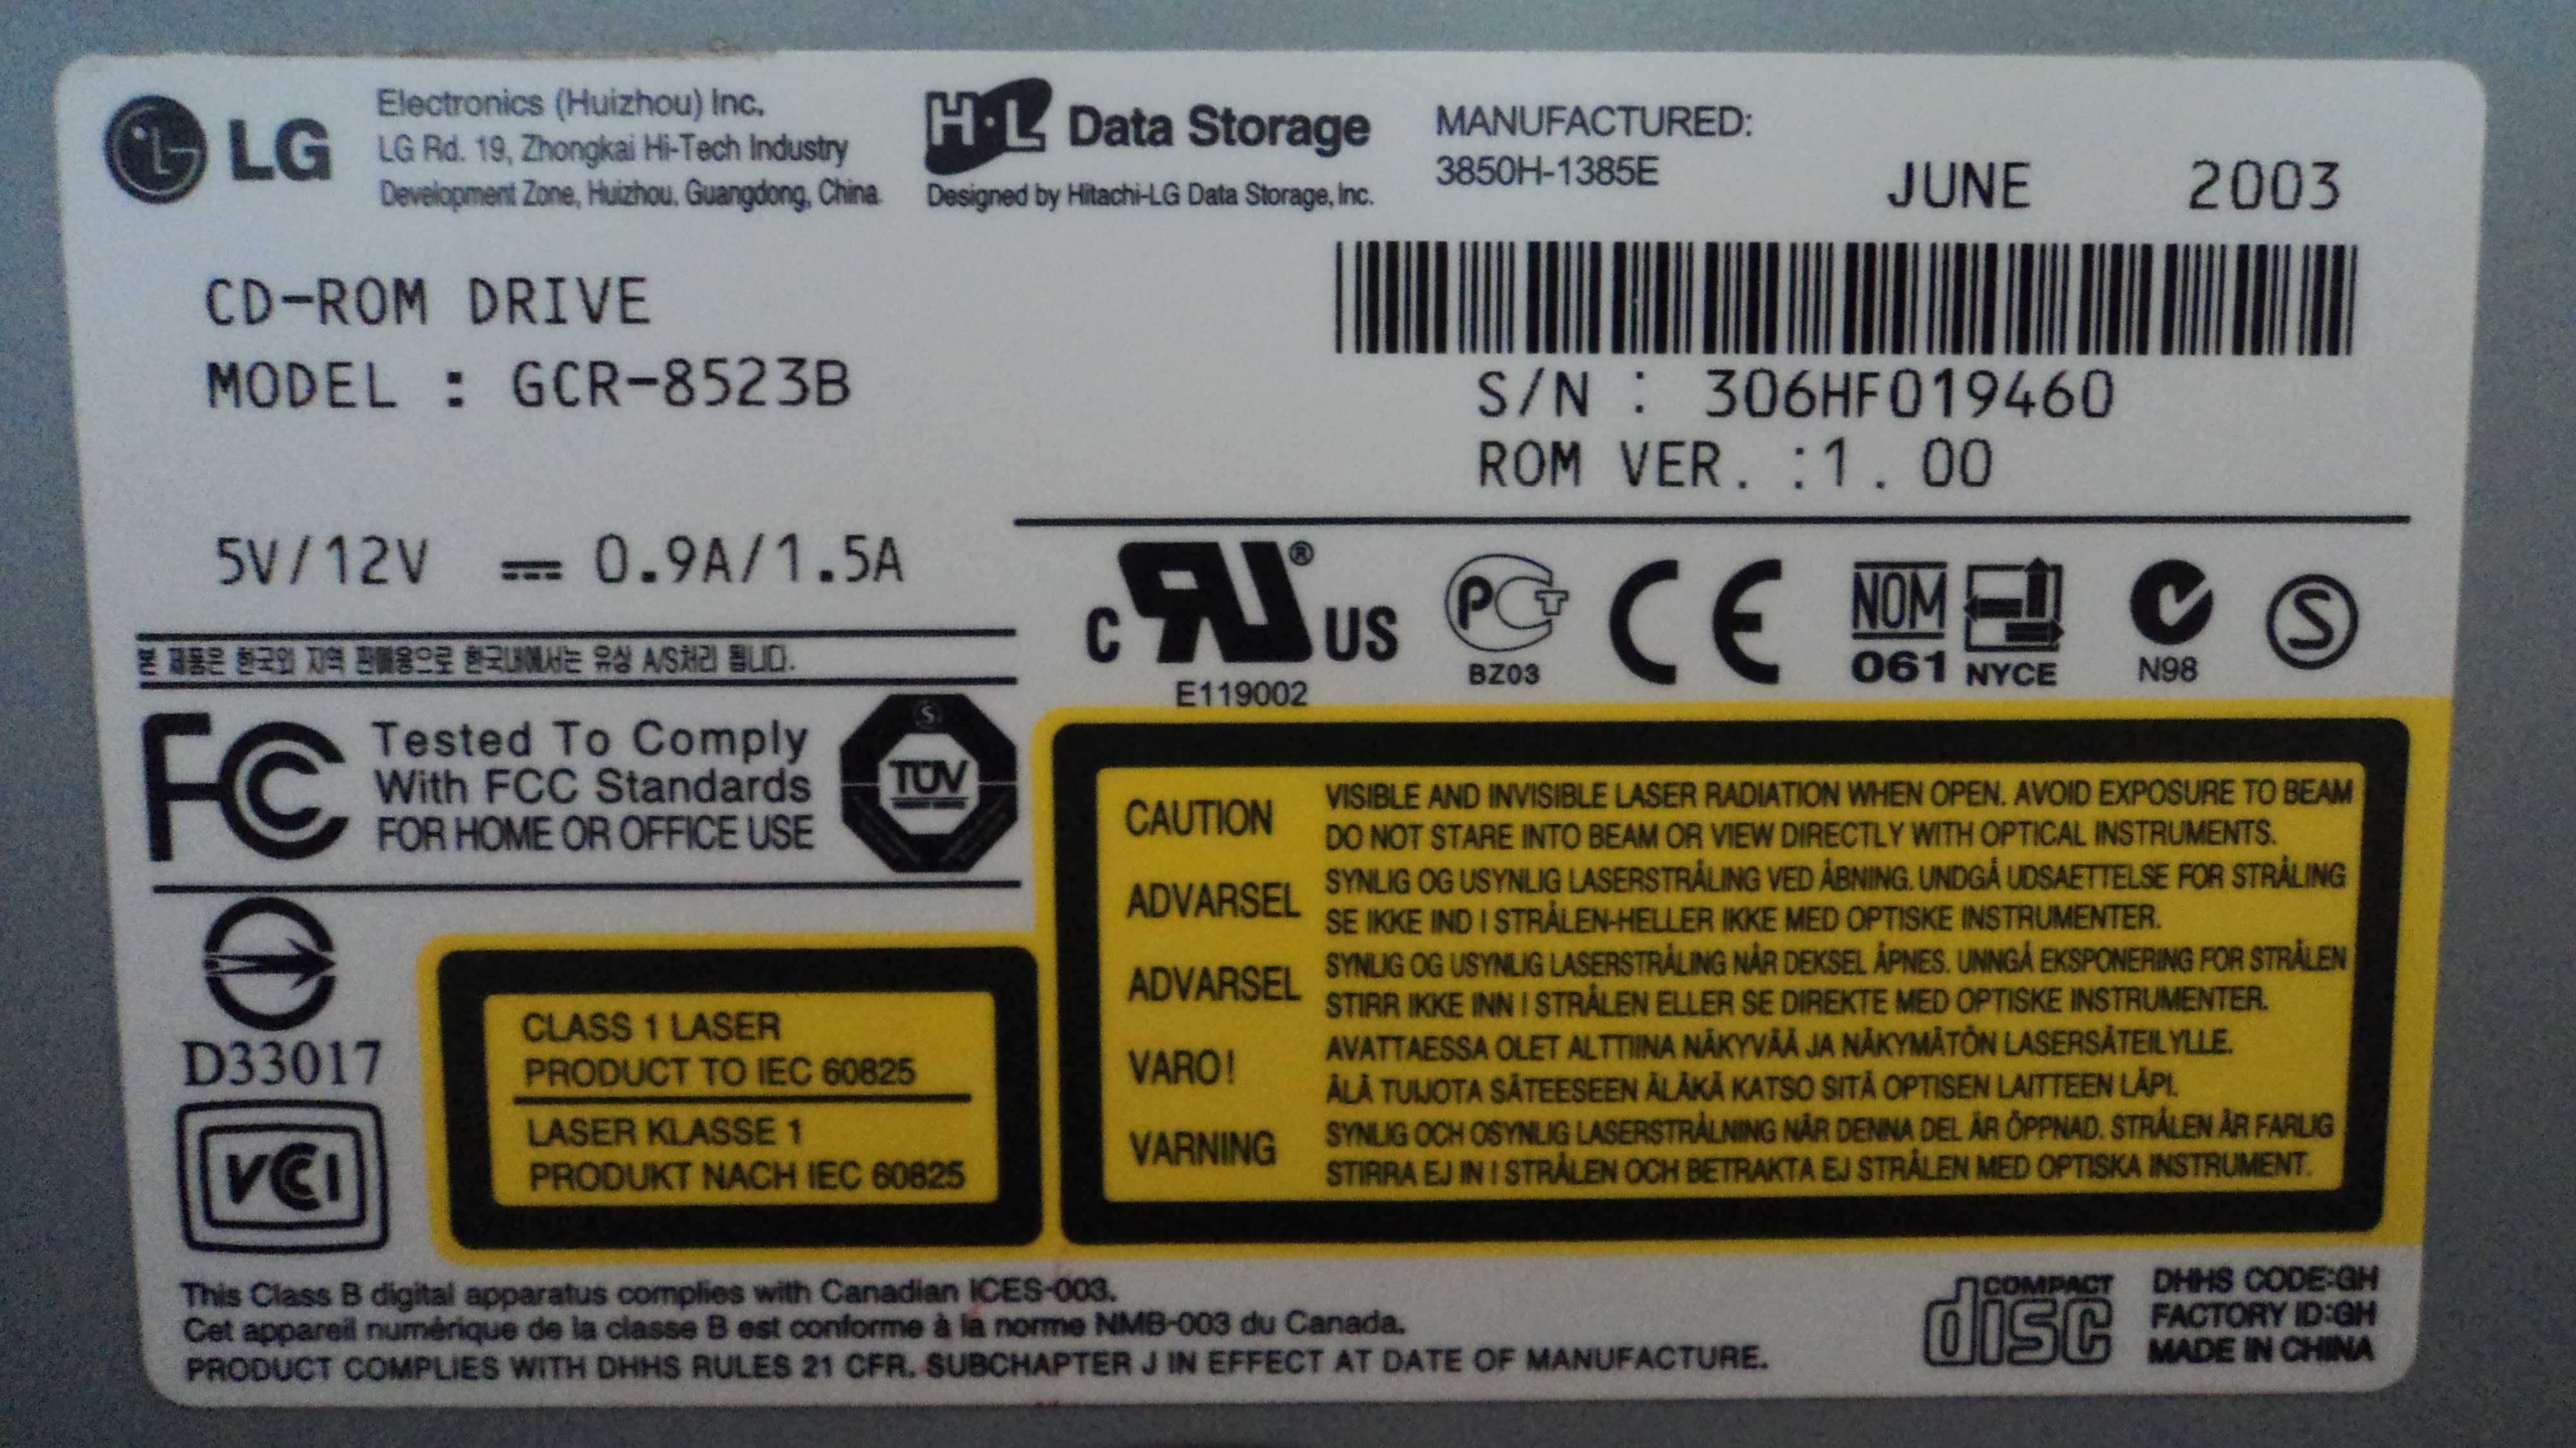 LG
Electronics (Huizhou) Inc.
LG Rd. 19, Zhongkai Hi-Tech Industry
Development Zone, Huizhou. Guangdong, China.
H·L Data Storage
Designed by Hitachi-LG Data Storage, Inc.
MANUFACTURED:
3850H-1385E
JUNE 2003
CD-ROM DRIVE
MODEL : GCR-8523B
S/N : 306HF019460
ROM VER. :1.00
5V/12V ⎓ 0.9A/1.5A
본 제품은 한국외 지역 판매용으로 한국내에서는 유상 A/S처리 됩니다.
C RU® US
E119002
PCT
BZ03
CE
NOM
061
NYCE
N98
S
FC
Tested To Comply
With FCC Standards
FOR HOME OR OFFICE USE
S
TÜV
D33017
VCCI
CLASS 1 LASER
PRODUCT TO IEC 60825
LASER KLASSE 1
PRODUKT NACH IEC 60825
CAUTION
VISIBLE AND INVISIBLE LASER RADIATION WHEN OPEN. AVOID EXPOSURE TO BEAM
DO NOT STARE INTO BEAM OR VIEW DIRECTLY WITH OPTICAL INSTRUMENTS.
ADVARSEL
SYNLIG OG USYNLIG LASERSTRÅLING VED ÅBNING. UNDGÅ UDSAETTELSE FOR STRÅLING
SE IKKE IND I STRÅLEN-HELLER IKKE MED OPTISKE INSTRUMENTER.
ADVARSEL
SYNLIG OG USYNLIG LASERSTRÅLING NÅR DEKSEL ÅPNES. UNNGÅ EKSPONERING FOR STRÅLEN
STIRR IKKE INN I STRÅLEN ELLER SE DIREKTE MED OPTISKE INSTRUMENTER.
VARO!
AVATTAESSA OLET ALTTIINA NÄKYVÄÄ JA NÄKYMÄTÖN LASERSÄTEILYLLE.
ÄLÄ TUIJOTA SÄTEESEEN ÄLÄKÄ KATSO SITÄ OPTISEN LAITTEEN LÄPI.
VARNING
SYNLIG OCH OSYNLIG LASERSTRÅLNING NÄR DENNA DEL ÄR ÖPPNAD. STRÅLEN ÄR FARLIG
STIRRA EJ IN I STRÅLEN OCH BETRAKTA EJ STRÅLEN MED OPTISKA INSTRUMENT.
This Class B digital apparatus complies with Canadian ICES-003.
Cet appareil numérique de la classe B est conforme à la norme NMB-003 du Canada.
PRODUCT COMPLIES WITH DHHS RULES 21 CFR. SUBCHAPTER J IN EFFECT AT DATE OF MANUFACTURE.
COMPACT
disc
DHHS CODE:GH
FACTORY ID:GH
MADE IN CHINA